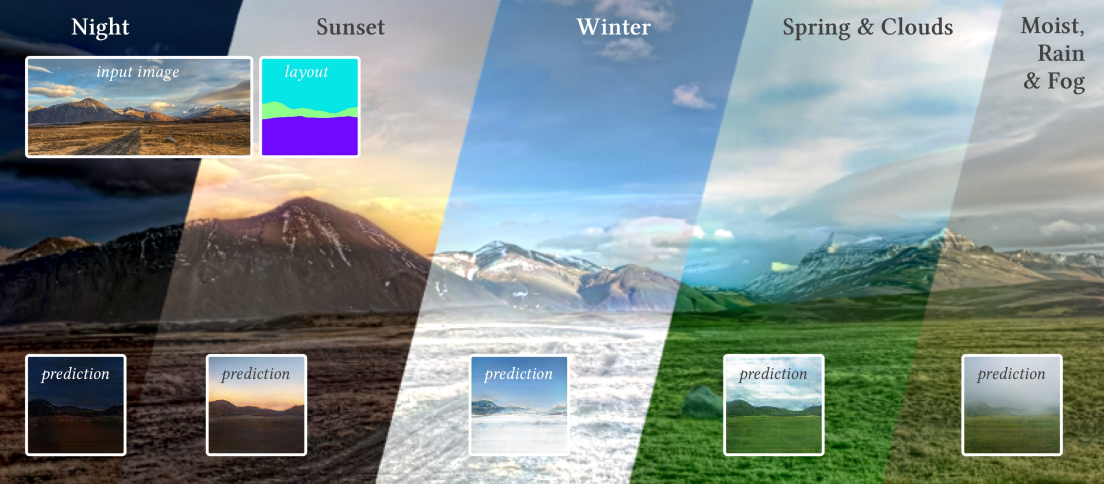 Night
Sunset
Winter
Spring & Clouds
Moist,
Rain
& Fog
input image
layout
prediction
prediction
prediction
prediction
prediction